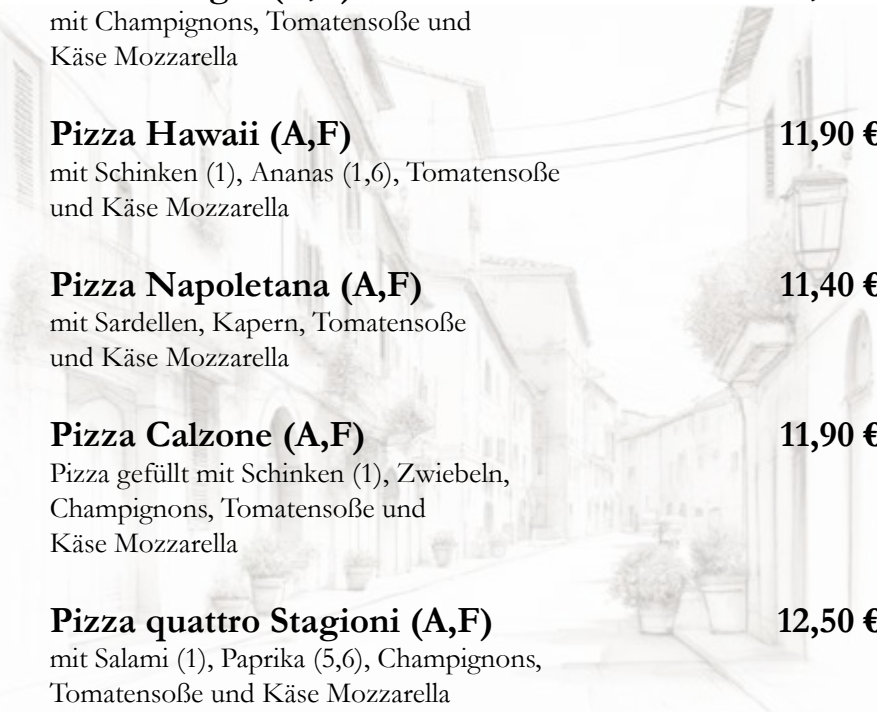 mit Champignons, Tomatensoße und
Käse Mozzarella
Pizza Hawaii (A,F) 11,90 €
mit Schinken (1), Ananas (1,6), Tomatensoße
und Käse Mozzarella
Pizza Napoletana (A,F) 11,40 €
mit Sardellen, Kapern, Tomatensoße
und Käse Mozzarella
Pizza Calzone (A,F) 11,90 €
Pizza gefüllt mit Schinken (1), Zwiebeln,
Champignons, Tomatensoße und
Käse Mozzarella
Pizza quattro Stagioni (A,F) 12,50 €
mit Salami (1), Paprika (5,6), Champignons,
Tomatensoße und Käse Mozzarella